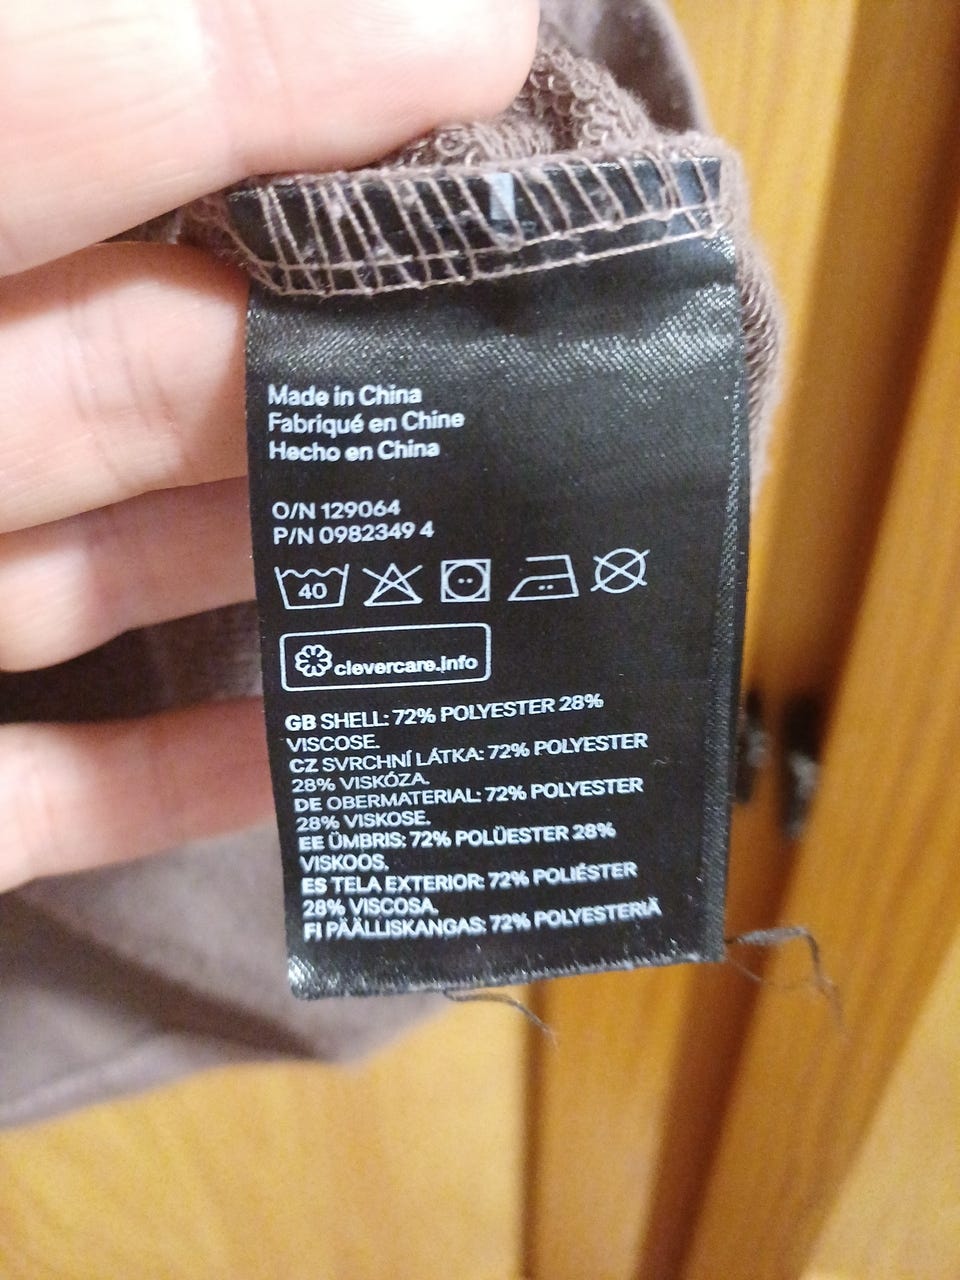 Made in China
Fabriqué en Chine
Hecho en China
O/N 129064
P/N 0982349 4
40
clevercare.info
GB SHELL: 72% POLYESTER 28%
VISCOSE.
CZ SVRCHNÍ LÁTKA: 72% POLYESTER
28% VISKÓZA.
DE OBERMATERIAL: 72% POLYESTER
28% VISKOSE.
EE ÜMBRIS: 72% POLÜESTER 28%
VISKOOS.
ES TELA EXTERIOR: 72% POLIÉSTER
28% VISCOSA.
FI PÄÄLLISKANGAS: 72% POLYESTERIÄ